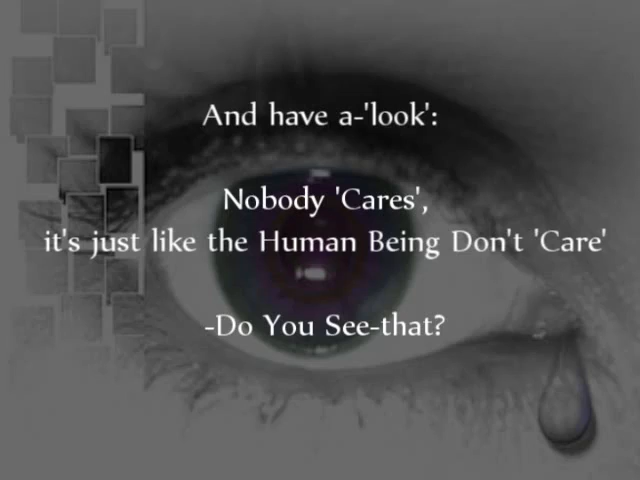 And have a-'look':
Nobody 'Cares',
it's just like the Human Being Don't 'Care'
-Do You See-that?